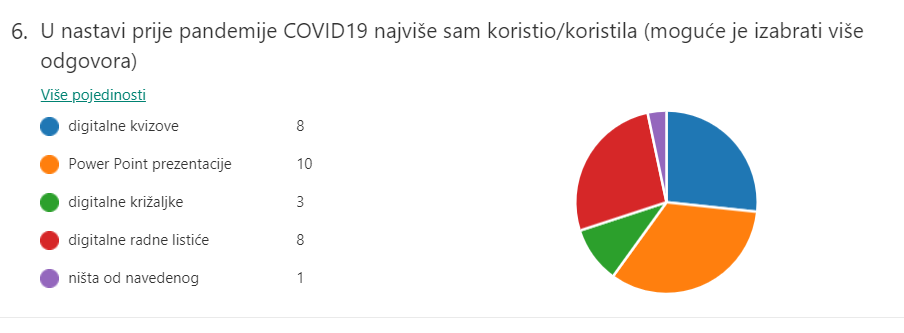 6. U nastavi prije pandemije COVID19 najviše sam koristio/koristila (moguće je izabrati više
odgovora)
Više pojedinosti
digitalne kvizove 8
Power Point prezentacije 10
digitalne križaljke 3
digitalne radne listiće 8
ništa od navedenog 1